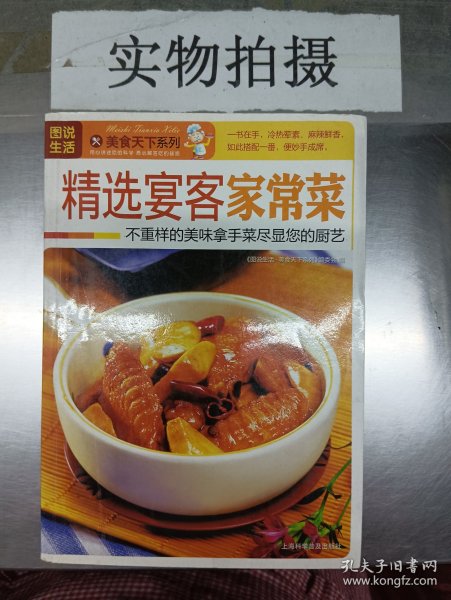 实物拍摄
图说
生活
Meishi Tianxia Xilie
美食天下系列
一书在手，冷热荤素、麻辣鲜香，
如此搭配一番，便妙手成席。
精选宴客家常菜
不重样的美味拿手菜尽显您的厨艺
上海科学普及出版社
孔夫子旧书网
www.kongfz.com